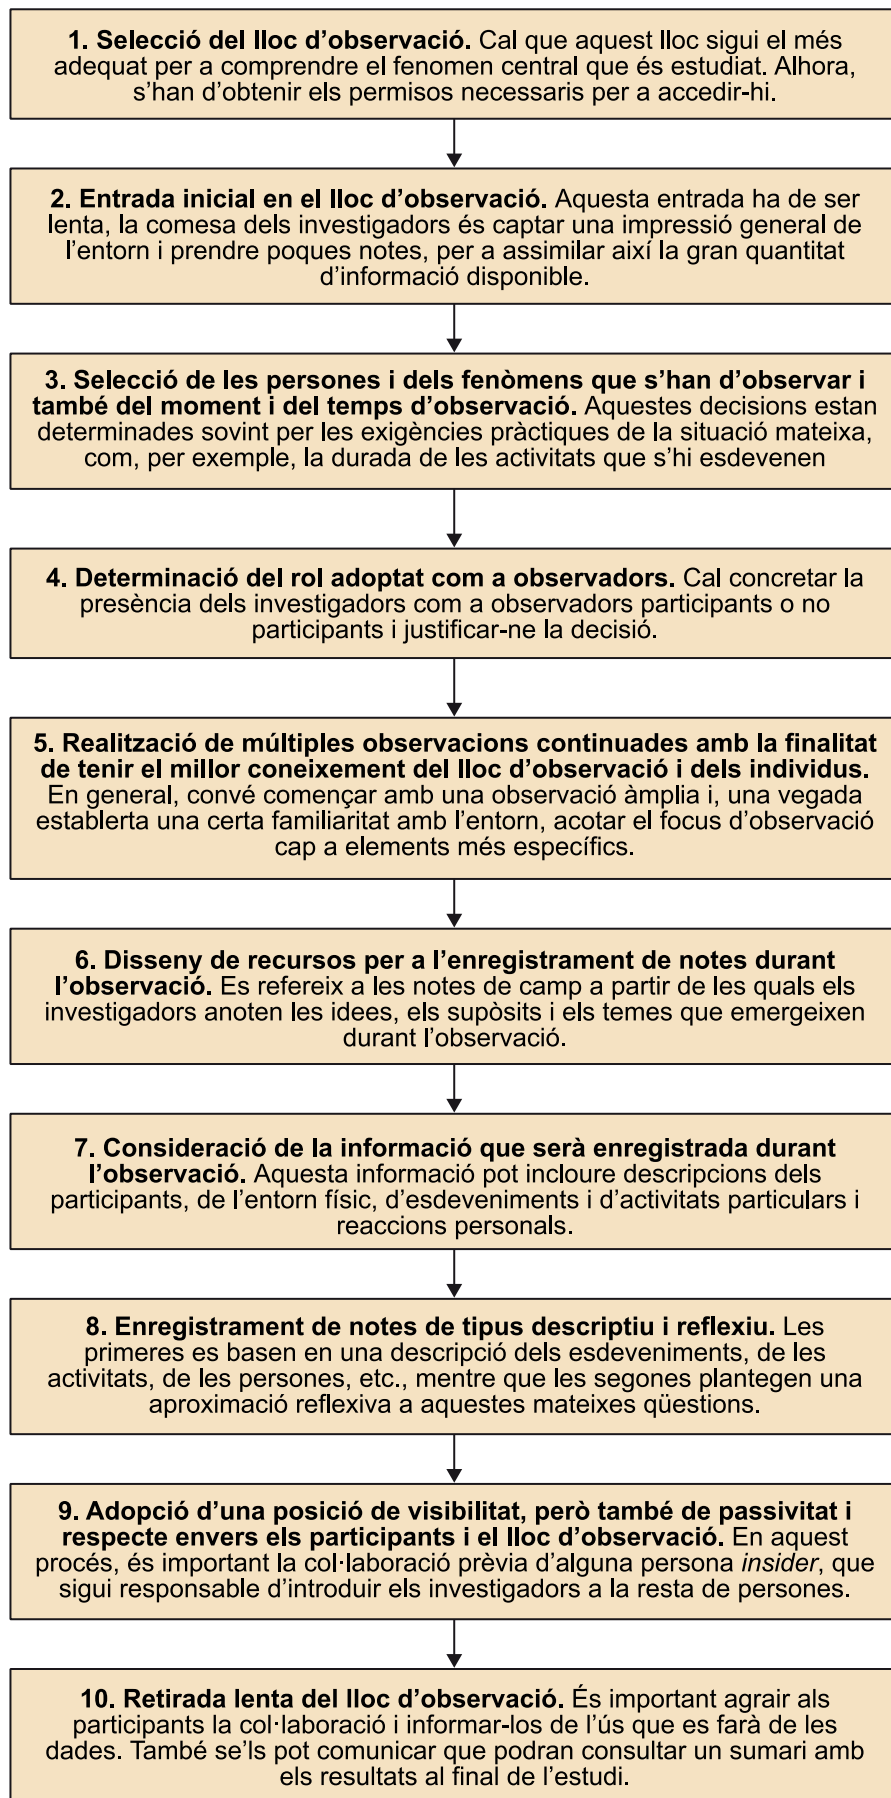 1. Selecció del lloc d’observació. Cal que aquest lloc sigui el més
adequat per a comprendre el fenomen central que és estudiat. Alhora,
s’han d’obtenir els permisos necessaris per a accedir-hi.
2. Entrada inicial en el lloc d’observació. Aquesta entrada ha de ser
lenta, la comesa dels investigadors és captar una impressió general de
l’entorn i prendre poques notes, per a assimilar així la gran quantitat
d’informació disponible.
3. Selecció de les persones i dels fenòmens que s’han d’observar i
també del moment i del temps d’observació. Aquestes decisions estan
determinades sovint per les exigències pràctiques de la situació mateixa,
com, per exemple, la durada de les activitats que s’hi esdevenen
4. Determinació del rol adoptat com a observadors. Cal concretar la
presència dels investigadors com a observadors participants o no
participants i justificar-ne la decisió.
5. Realització de múltiples observacions continuades amb la finalitat
de tenir el millor coneixement del lloc d’observació i dels individus.
En general, convé començar amb una observació àmplia i, una vegada
establerta una certa familiaritat amb l’entorn, acotar el focus d’observació
cap a elements més específics.
6. Disseny de recursos per a l’enregistrament de notes durant
l’observació. Es refereix a les notes de camp a partir de les quals els
investigadors anoten les idees, els supòsits i els temes que emergeixen
durant l’observació.
7. Consideració de la informació que serà enregistrada durant
l’observació. Aquesta informació pot incloure descripcions dels
participants, de l’entorn físic, d’esdeveniments i d’activitats particulars i
reaccions personals.
8. Enregistrament de notes de tipus descriptiu i reflexiu. Les
primeres es basen en una descripció dels esdeveniments, de les
activitats, de les persones, etc., mentre que les segones plantegen una
aproximació reflexiva a aquestes mateixes qüestions.
9. Adopció d’una posició de visibilitat, però també de passivitat i
respecte envers els participants i el lloc d’observació. En aquest
procés, és important la col·laboració prèvia d’alguna persona insider, que
sigui responsable d’introduir els investigadors a la resta de persones.
10. Retirada lenta del lloc d’observació. És important agrair als
participants la col·laboració i informar-los de l’ús que es farà de les
dades. També se’ls pot comunicar que podran consultar un sumari amb
els resultats al final de l’estudi.